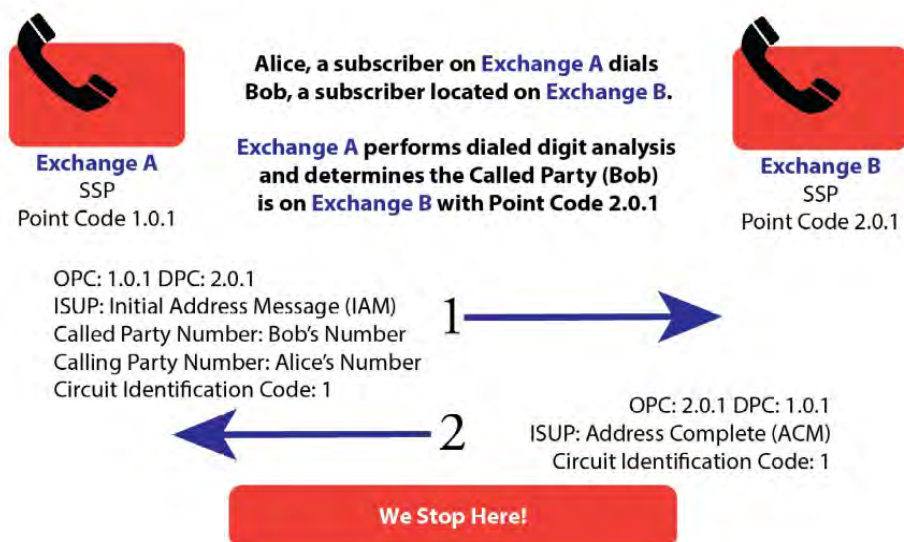 Alice, a subscriber on Exchange A dials
Bob, a subscriber located on Exchange B.
Exchange A performs dialed digit analysis
and determines the Called Party (Bob)
is on Exchange B with Point Code 2.0.1
Exchange A
SSP
Point Code 1.0.1
Exchange B
SSP
Point Code 2.0.1
OPC: 1.0.1 DPC: 2.0.1
ISUP: Initial Address Message (IAM)
Called Party Number: Bob's Number
Calling Party Number: Alice's Number
Circuit Identification Code: 1
1
2
OPC: 2.0.1 DPC: 1.0.1
ISUP: Address Complete (ACM)
Circuit Identification Code: 1
We Stop Here!